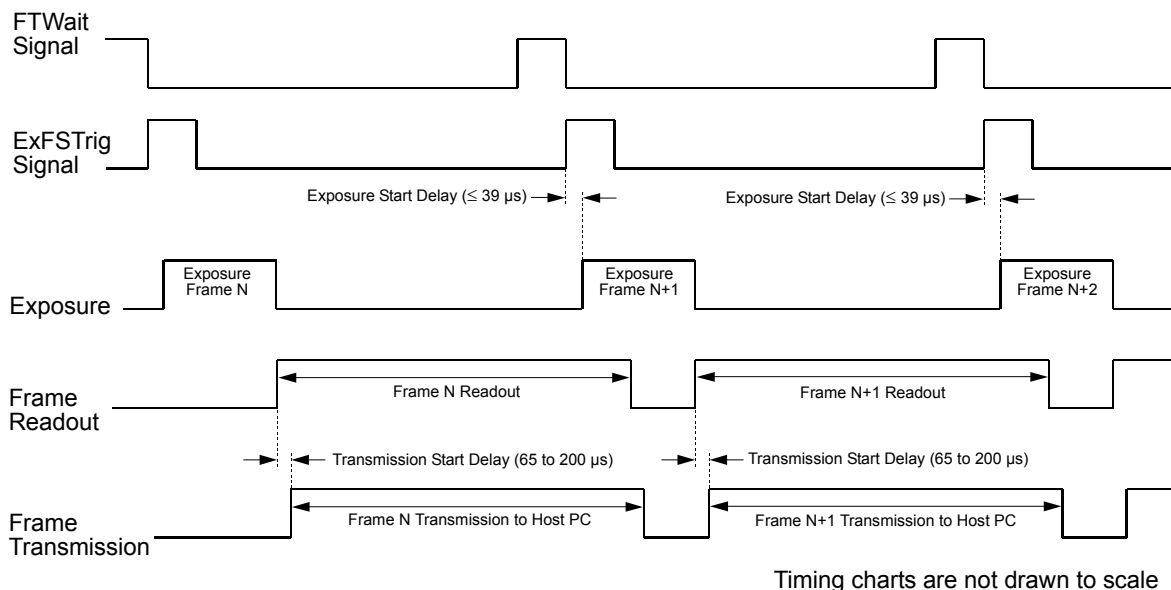 FTWait
Signal
ExFSTrig
Signal
Exposure Start Delay (≤ 39 µs)
Exposure Start Delay (≤ 39 µs)
Exposure
Exposure
Frame N
Exposure
Frame N+1
Exposure
Frame N+2
Frame
Readout
Frame N Readout
Frame N+1 Readout
Transmission Start Delay (65 to 200 µs)
Transmission Start Delay (65 to 200 µs)
Frame
Transmission
Frame N Transmission to Host PC
Frame N+1 Transmission to Host PC
Timing charts are not drawn to scale